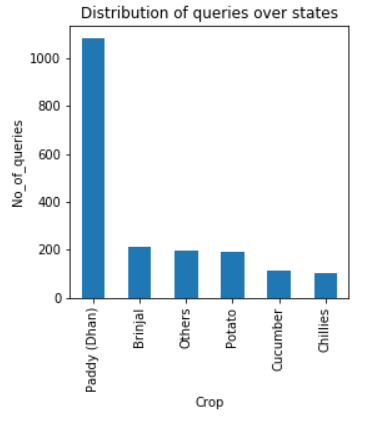 Distribution of queries over states
No_of_queries
1000
800
600
400
200
0
Paddy (Dhan)
Brinjal
Others
Potato
Cucumber
Chillies
Crop